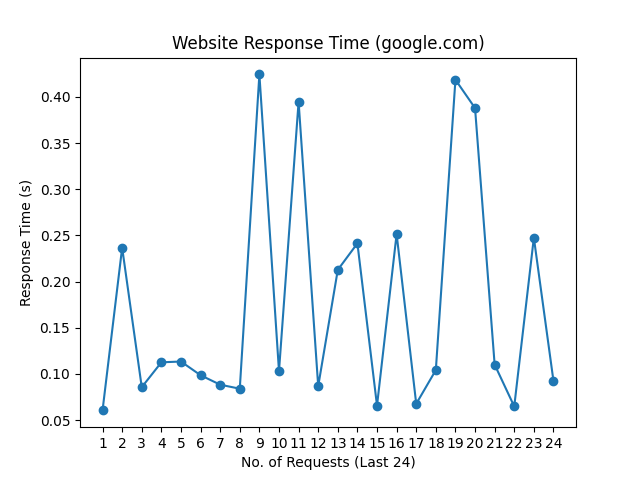 Website Response Time (google.com)
0.40
0.35
0.30
0.25
0.20
0.15
0.10
0.05
Response Time (s)
1 2 3 4 5 6 7 8 9 10 11 12 13 14 15 16 17 18 19 20 21 22 23 24
No. of Requests (Last 24)